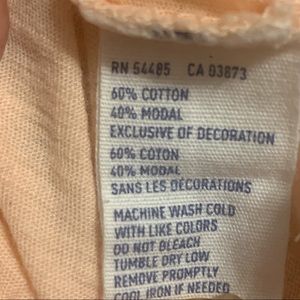 RN 54485 CA 03873
60% COTTON
40% MODAL
EXCLUSIVE OF DECORATION
60% COTON
40% MODAL
SANS LES DÉCORATIONS
MACHINE WASH COLD
WITH LIKE COLORS
DO NOT BLEACH
TUMBLE DRY LOW
REMOVE PROMPTLY
COOL IRON IF NEEDED